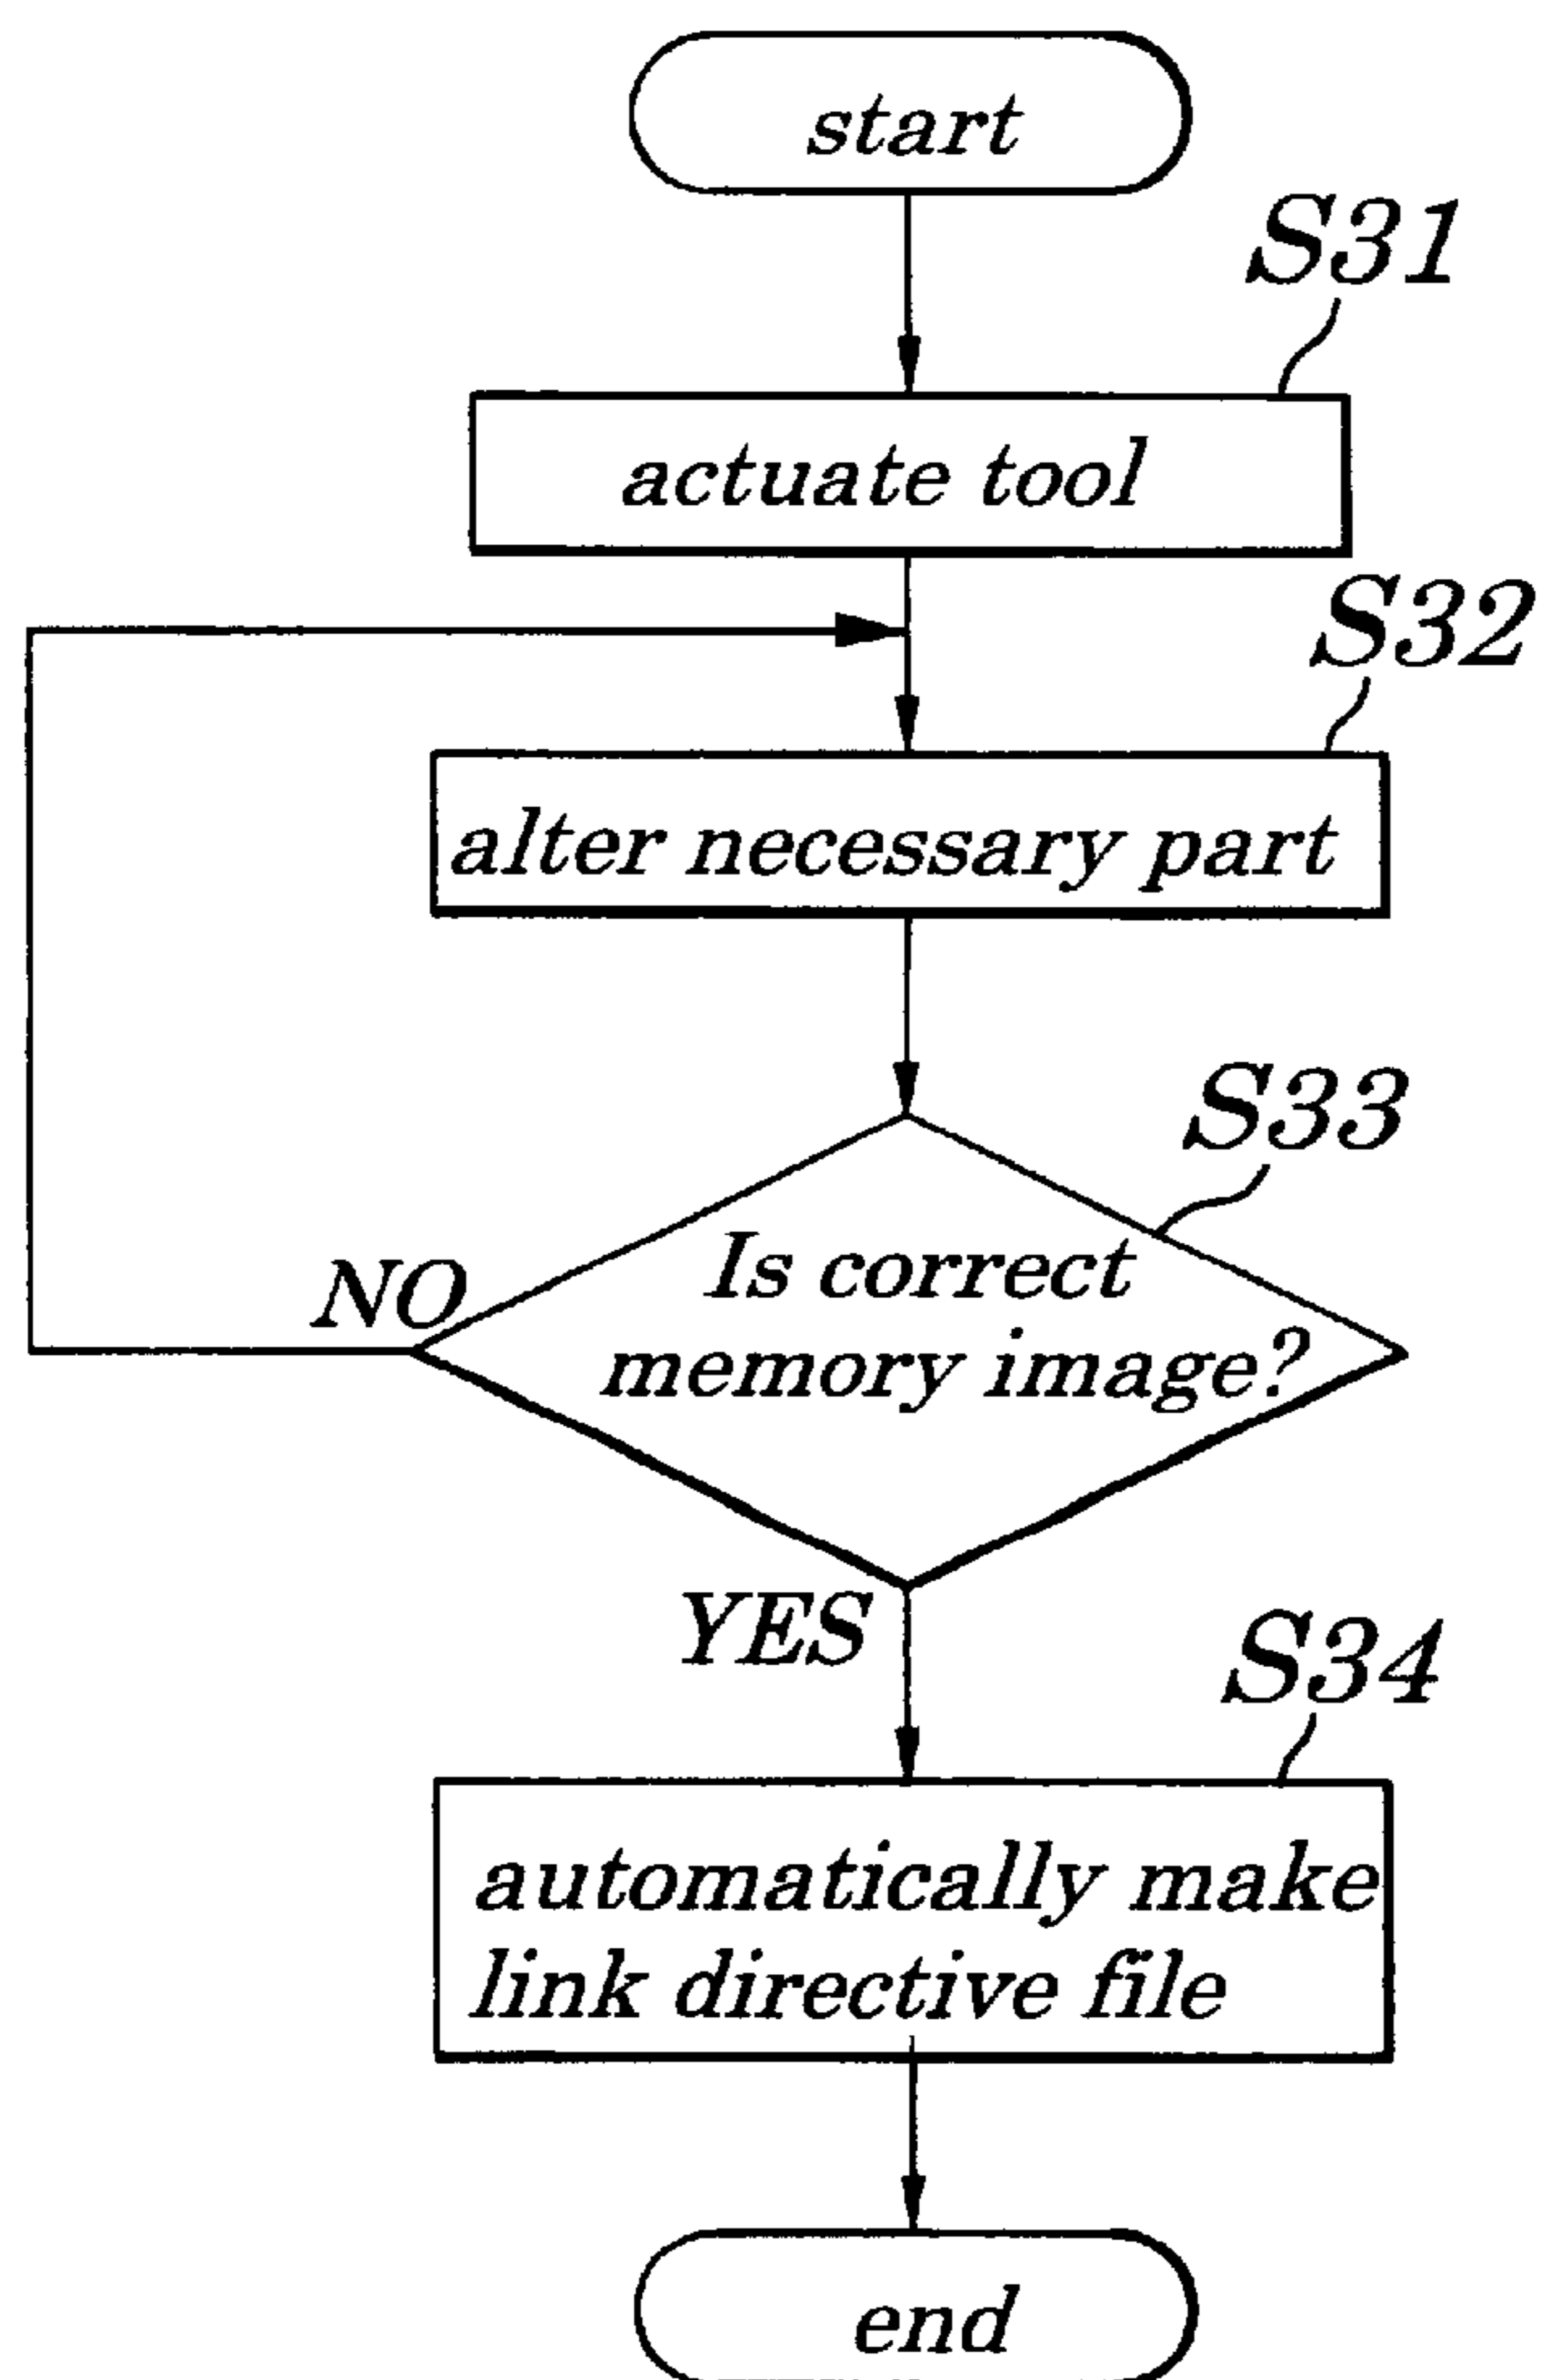 start
S31
actuate tool
S32
alter necessary part
S33
Is correct
memory image?
NO
YES
S34
automatically make
link directive file
end